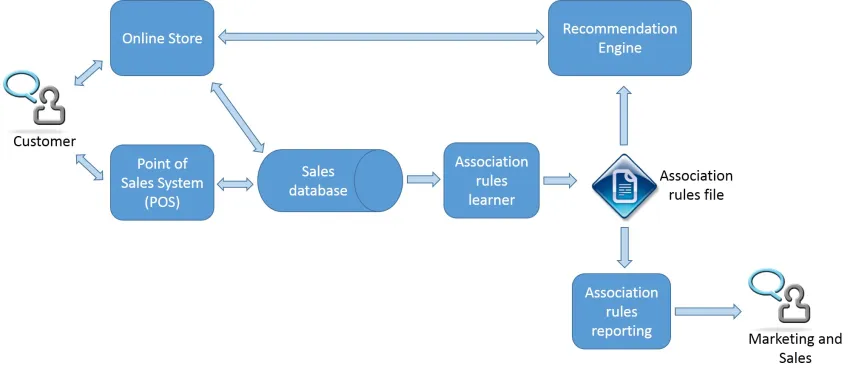 Online Store
Recommendation
Engine
Customer
Point of
Sales System
(POS)
Sales
database
Association
rules
learner
Association
rules file
Association
rules
reporting
Marketing and
Sales